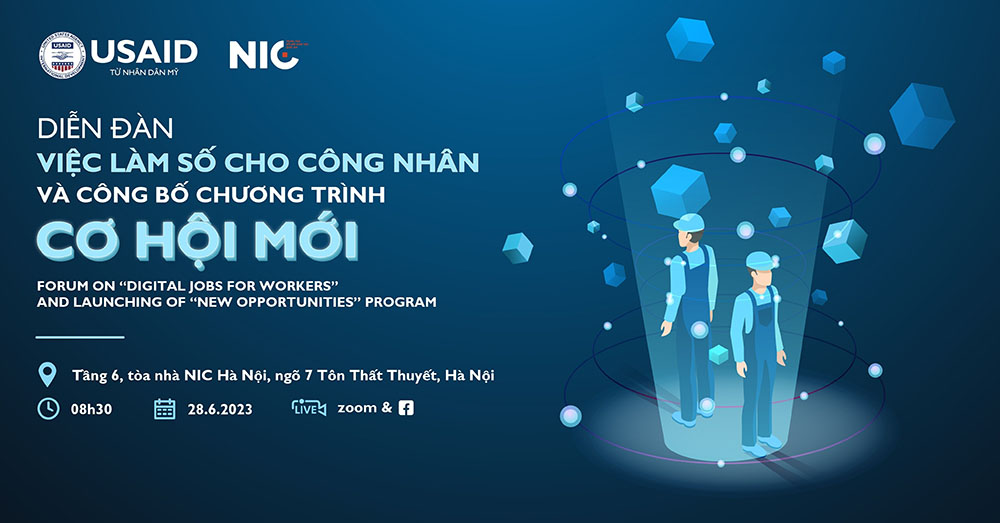 USAID
USAID
TỪ NHÂN DÂN MỸ
NIC
DIỄN ĐÀN
VIỆC LÀM SỐ CHO CÔNG NHÂN
VÀ CÔNG BỐ CHƯƠNG TRÌNH
CƠ HỘI MỚI
FORUM ON “DIGITAL JOBS FOR WORKERS”
AND LAUNCHING OF “NEW OPPORTUNITIES” PROGRAM
Tầng 6, tòa nhà NIC Hà Nội, ngõ 7 Tôn Thất Thuyết, Hà Nội
08h30 28.6.2023 LIVE zoom &